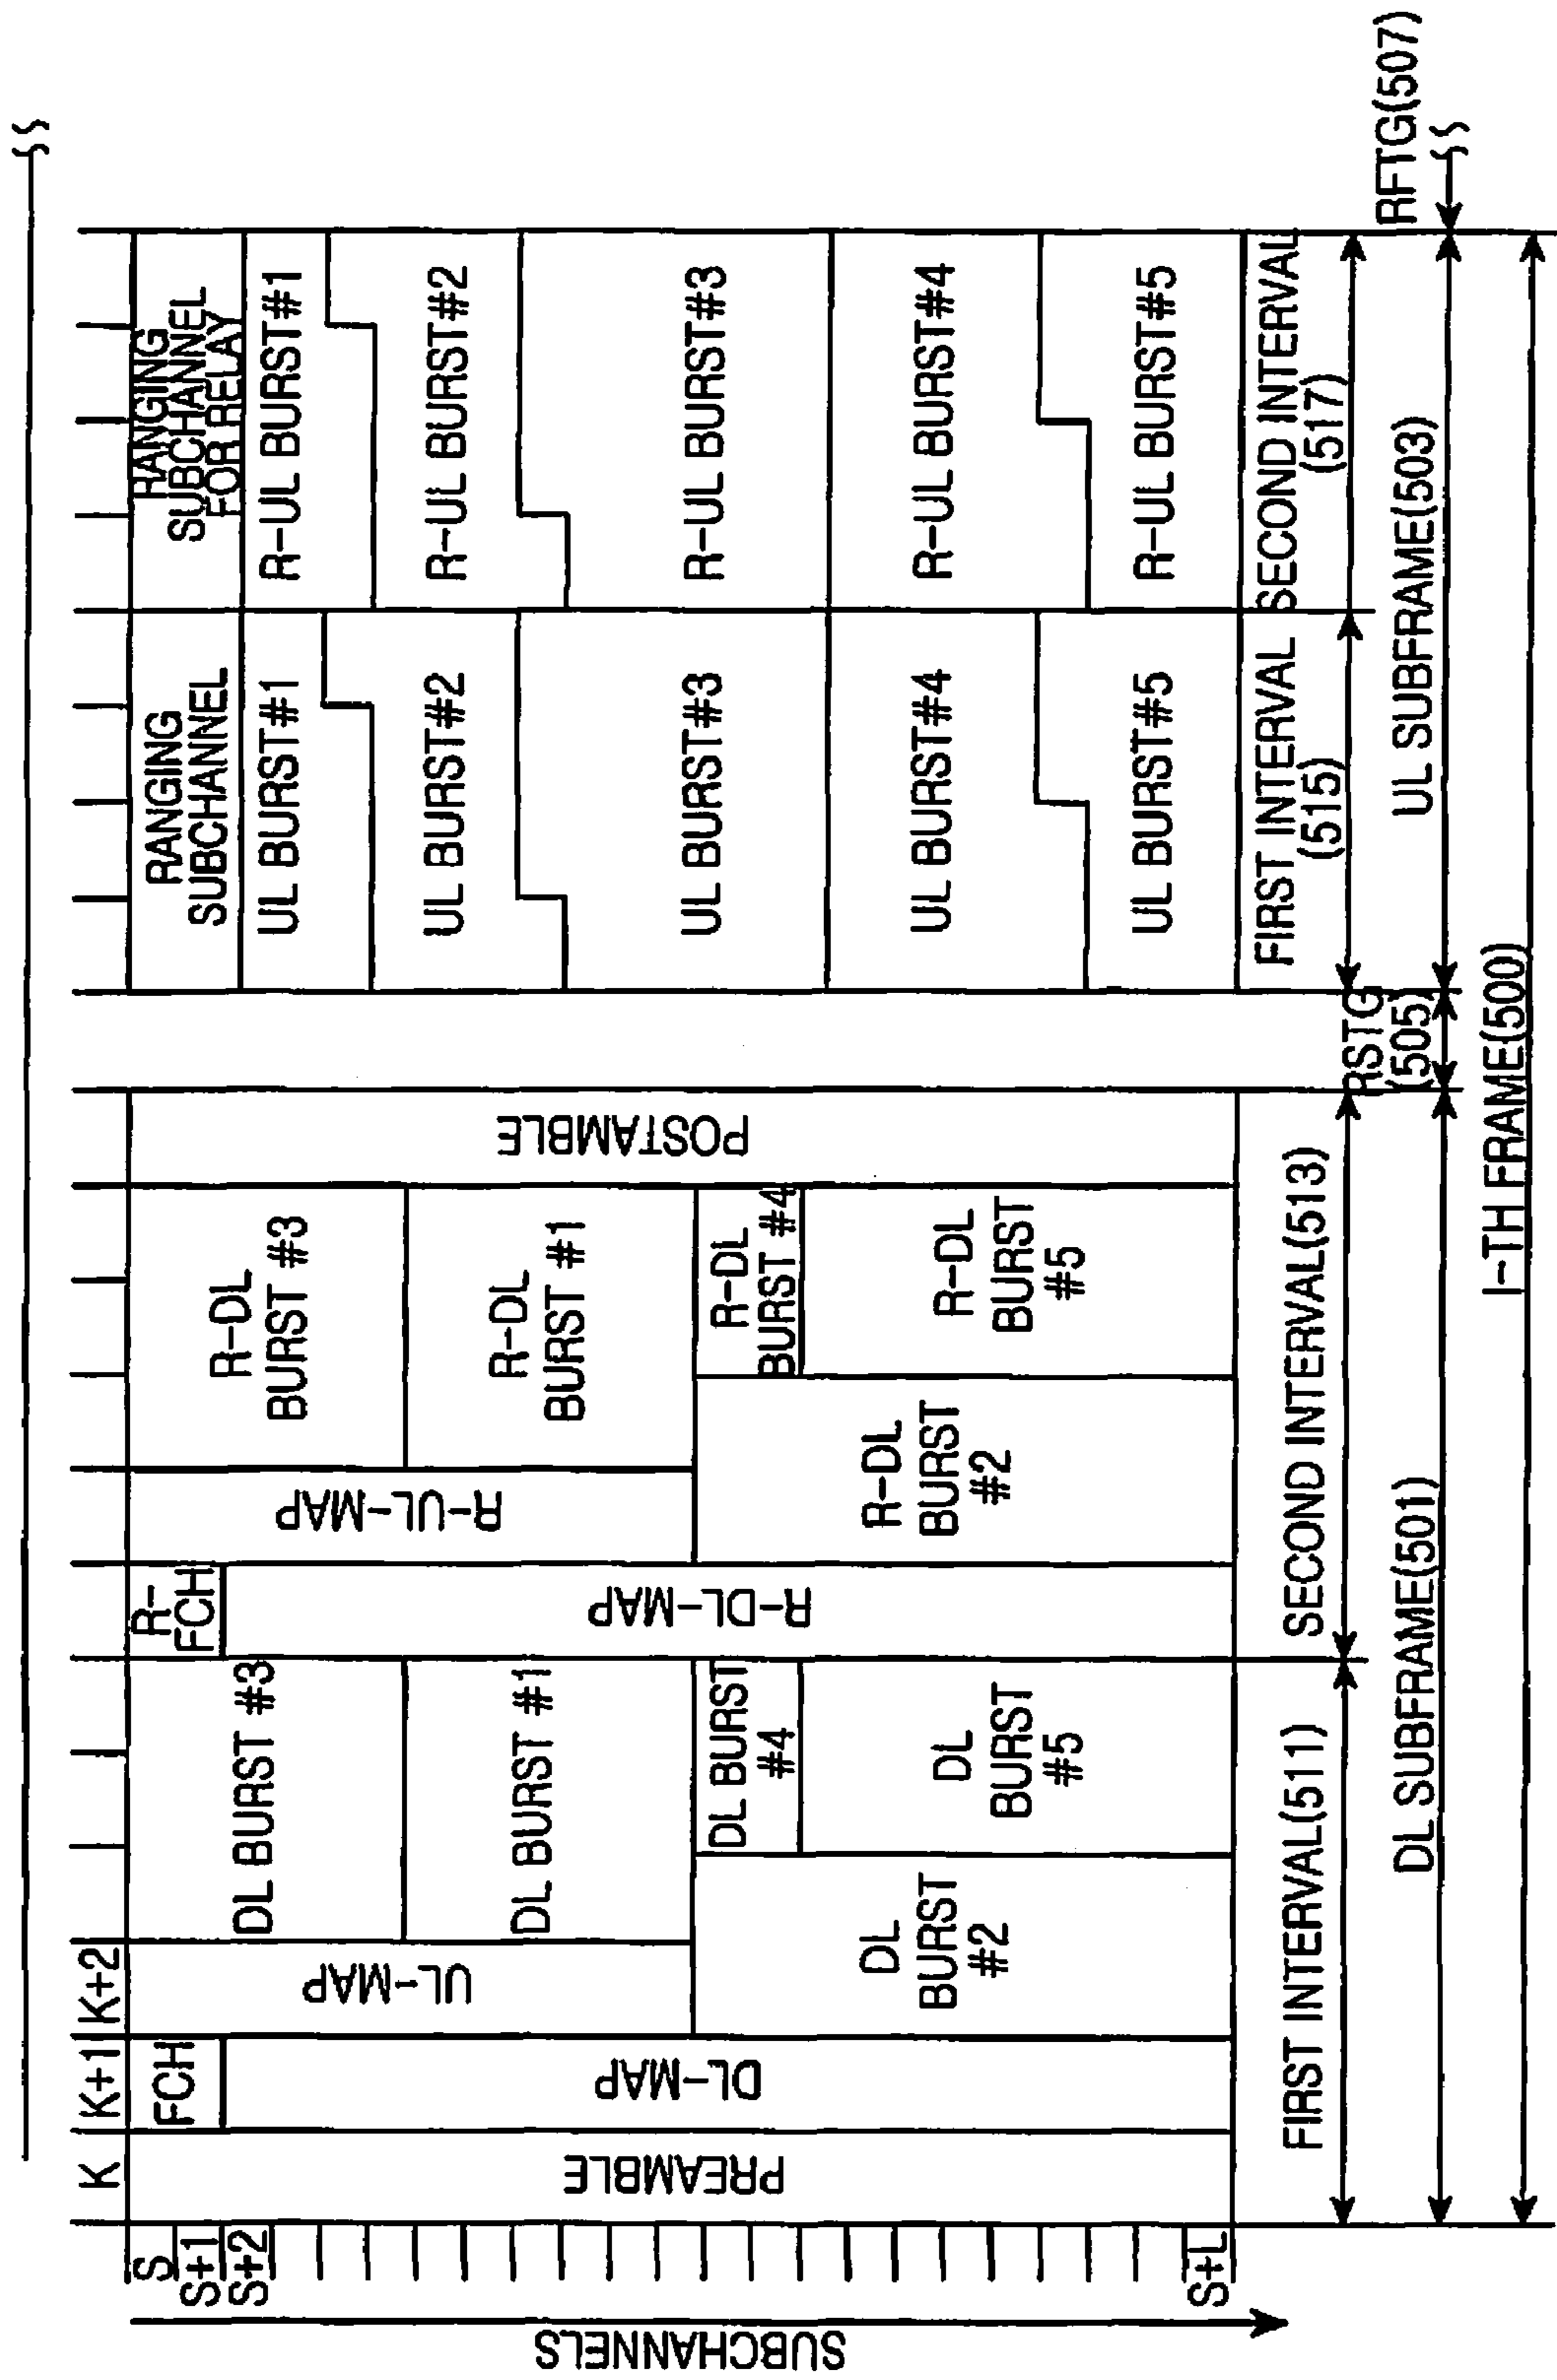 K
K+1
K+2
S
S+1
S+2
S+L
SUBCHANNELS
PREAMBLE
FCH
DL-MAP
UL-MAP
DL BURST #3
DL BURST #1
DL
BURST
#2
DL BURST
#4
DL
BURST
#5
R-
FCH
R-DL-MAP
R-UL-MAP
R-DL
BURST #3
R-DL
BURST #1
R-DL
BURST
#2
R-DL
BURST #4
R-DL
BURST
#5
POSTAMBLE
RANGING
SUBCHANNEL
UL BURST#1
UL BURST#2
UL BURST#3
UL BURST#4
UL BURST#5
RANGING
SUBCHANNEL
FOR RELAY
R-UL BURST#1
R-UL BURST#2
R-UL BURST#3
R-UL BURST#4
R-UL BURST#5
FIRST INTERVAL(511)
SECOND INTERVAL(513)
RSTG
(505)
FIRST INTERVAL
(515)
SECOND INTERVAL
(517)
RFTG(507)
DL SUBFRAME(501)
UL SUBFRAME(503)
I-TH FRAME(500)